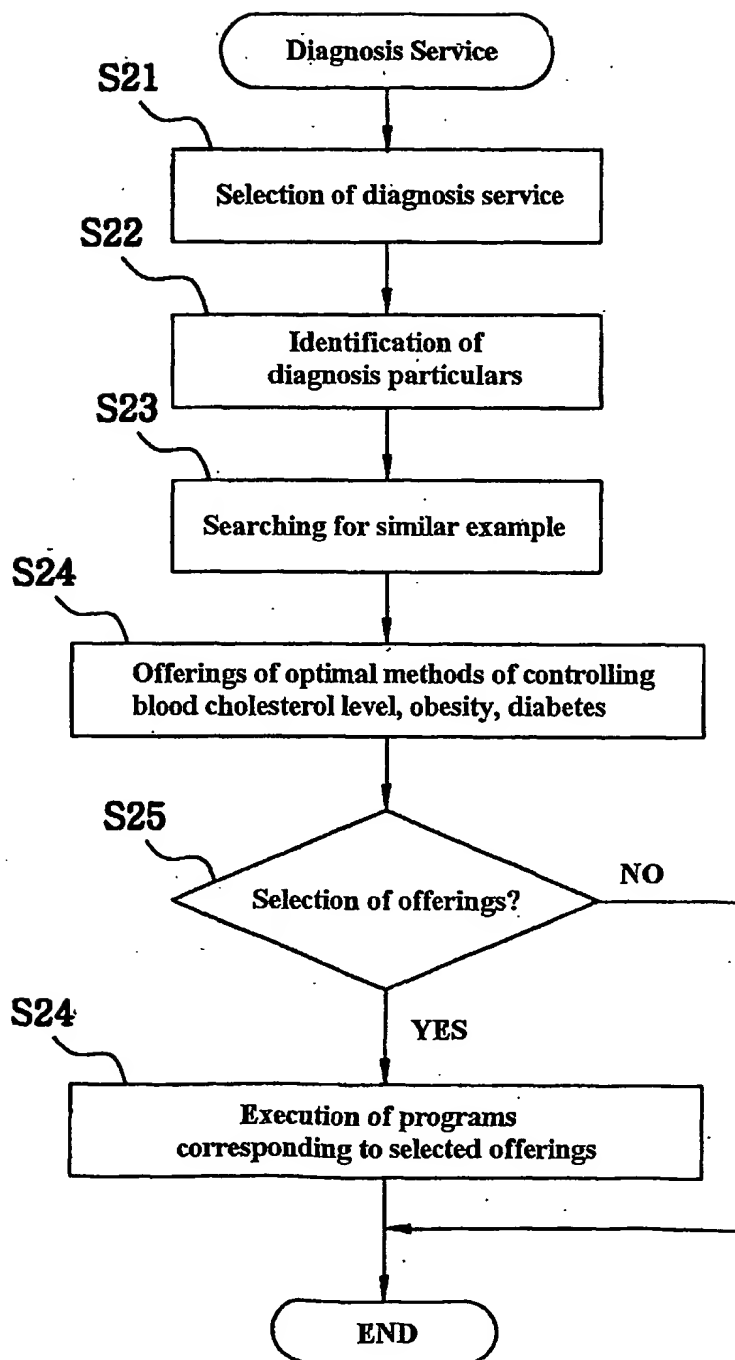 Diagnosis Service
S21
Selection of diagnosis service
S22
Identification of
diagnosis particulars
S23
Searching for similar example
S24
Offerings of optimal methods of controlling
blood cholesterol level, obesity, diabetes
S25
Selection of offerings?
NO
YES
S24
Execution of programs
corresponding to selected offerings
END